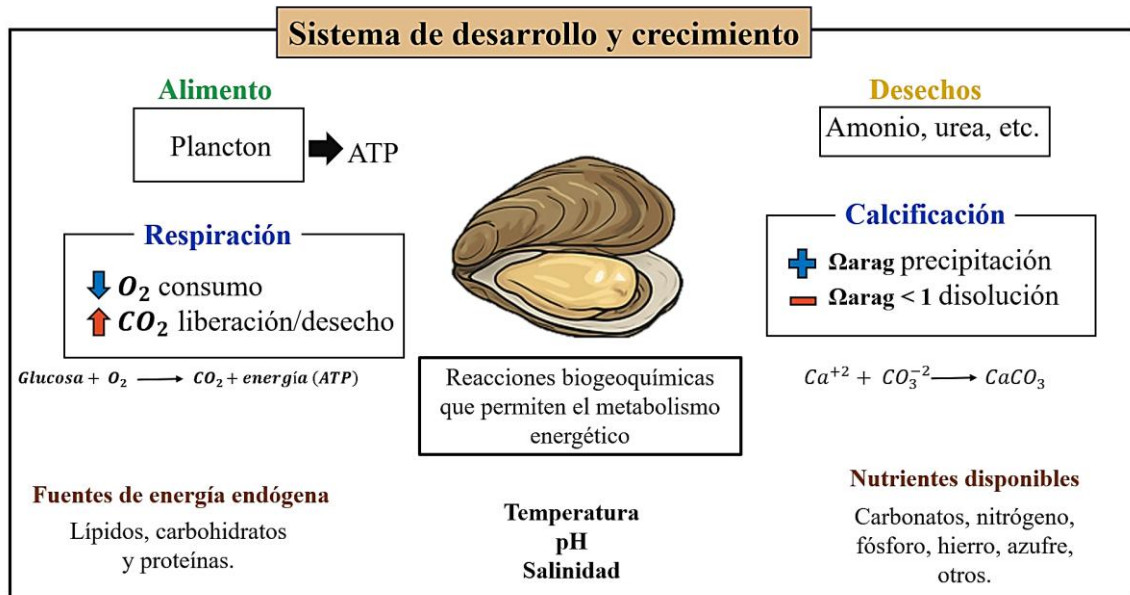 Sistema de desarrollo y crecimiento
Alimento
Plancton
ATP
Respiración
O₂ consumo
CO₂ liberación/desecho
Glucosa + O₂ ⟶ CO₂ + energía (ATP)
Fuentes de energía endógena
Lípidos, carbohidratos
y proteínas.
Reacciones biogeoquímicas
que permiten el metabolismo
energético
Temperatura
pH
Salinidad
Desechos
Amonio, urea, etc.
Calcificación
Ωarag precipitación
Ωarag < 1 disolución
Ca⁺² + CO₃⁻² ⟶ CaCO₃
Nutrientes disponibles
Carbonatos, nitrógeno,
fósforo, hierro, azufre,
otros.